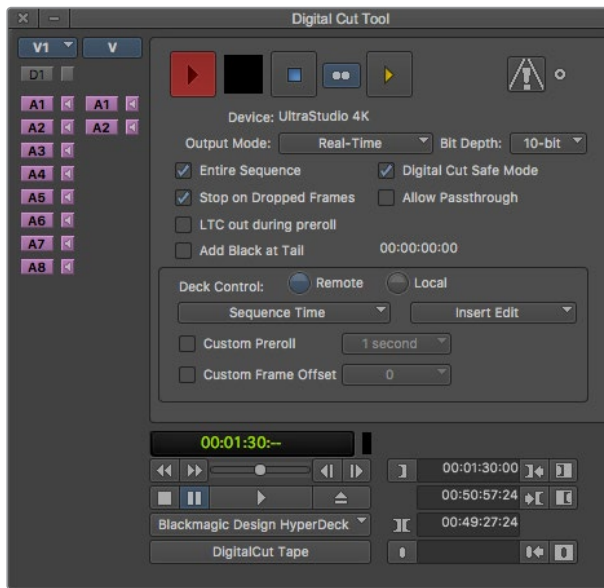 Digital Cut Tool
V1 V
D1
A1 A1
A2 A2
A3
A4
A5
A6
A7
A8
Device: UltraStudio 4K
Output Mode: Real-Time Bit Depth: 10-bit
Entire Sequence Digital Cut Safe Mode
Stop on Dropped Frames Allow Passthrough
LTC out during preroll
Add Black at Tail 00:00:00:00
Deck Control: Remote Local
Sequence Time Insert Edit
Custom Preroll 1 second
Custom Frame Offset 0
00:01:30:--
00:01:30:00
00:50:57:24
Blackmagic Design HyperDeck 00:49:27:24
DigitalCut Tape